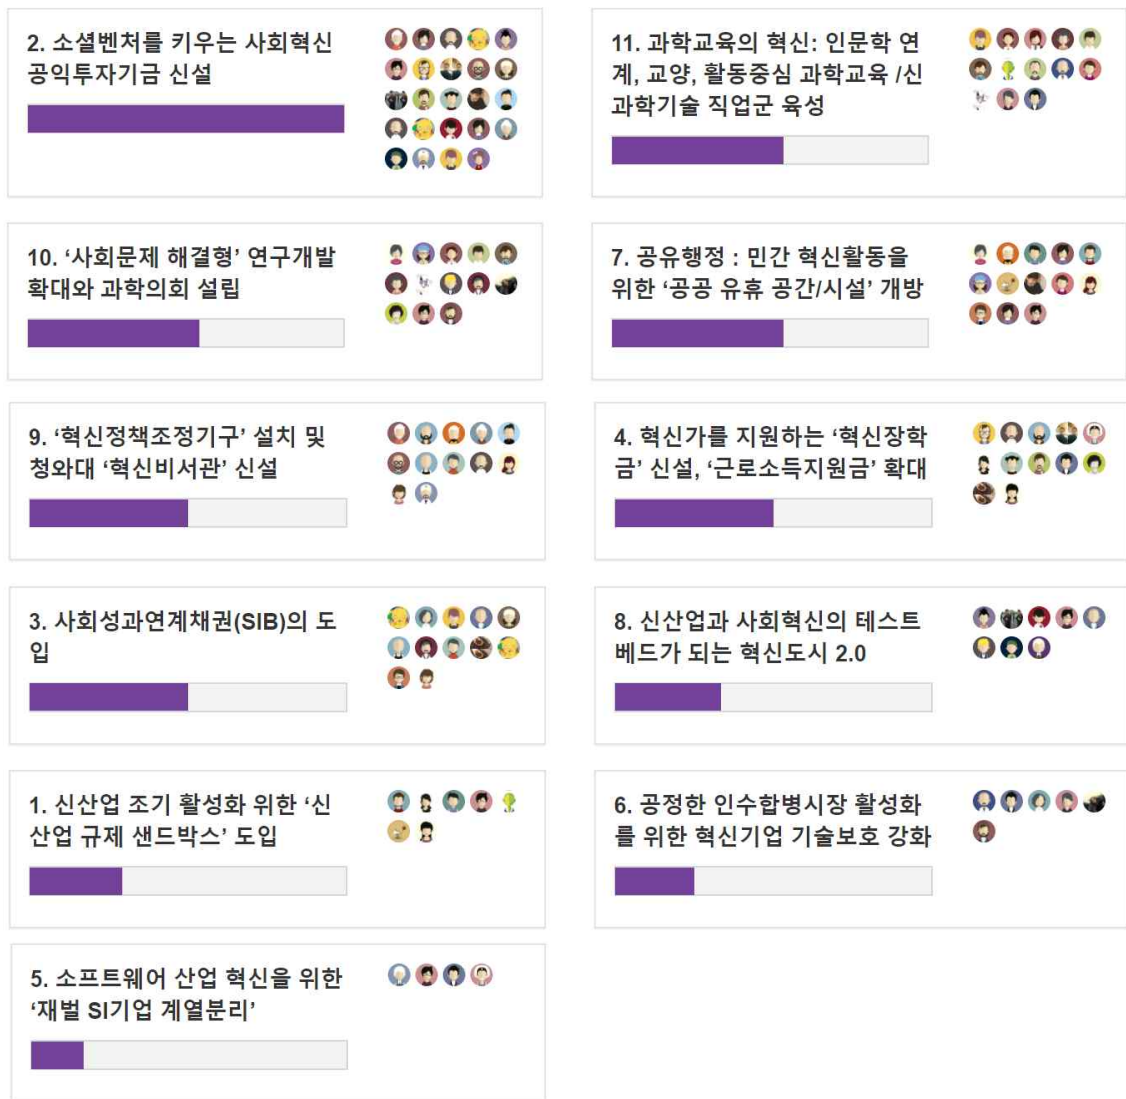 2. 소셜벤처를 키우는 사회혁신
공익투자기금 신설
11. 과학교육의 혁신: 인문학 연
계, 교양, 활동중심 과학교육 /신
과학기술 직업군 육성
10. ‘사회문제 해결형’ 연구개발
확대와 과학의회 설립
7. 공유행정 : 민간 혁신활동을
위한 ‘공공 유휴 공간/시설’ 개방
9. ‘혁신정책조정기구’ 설치 및
청와대 ‘혁신비서관’ 신설
4. 혁신가를 지원하는 ‘혁신장학
금’ 신설, ‘근로소득지원금’ 확대
3. 사회성과연계채권(SIB)의 도
입
8. 신산업과 사회혁신의 테스트
베드가 되는 혁신도시 2.0
1. 신산업 조기 활성화 위한 ‘신
산업 규제 샌드박스’ 도입
6. 공정한 인수합병시장 활성화
를 위한 혁신기업 기술보호 강화
5. 소프트웨어 산업 혁신을 위한
‘재벌 SI기업 계열분리’